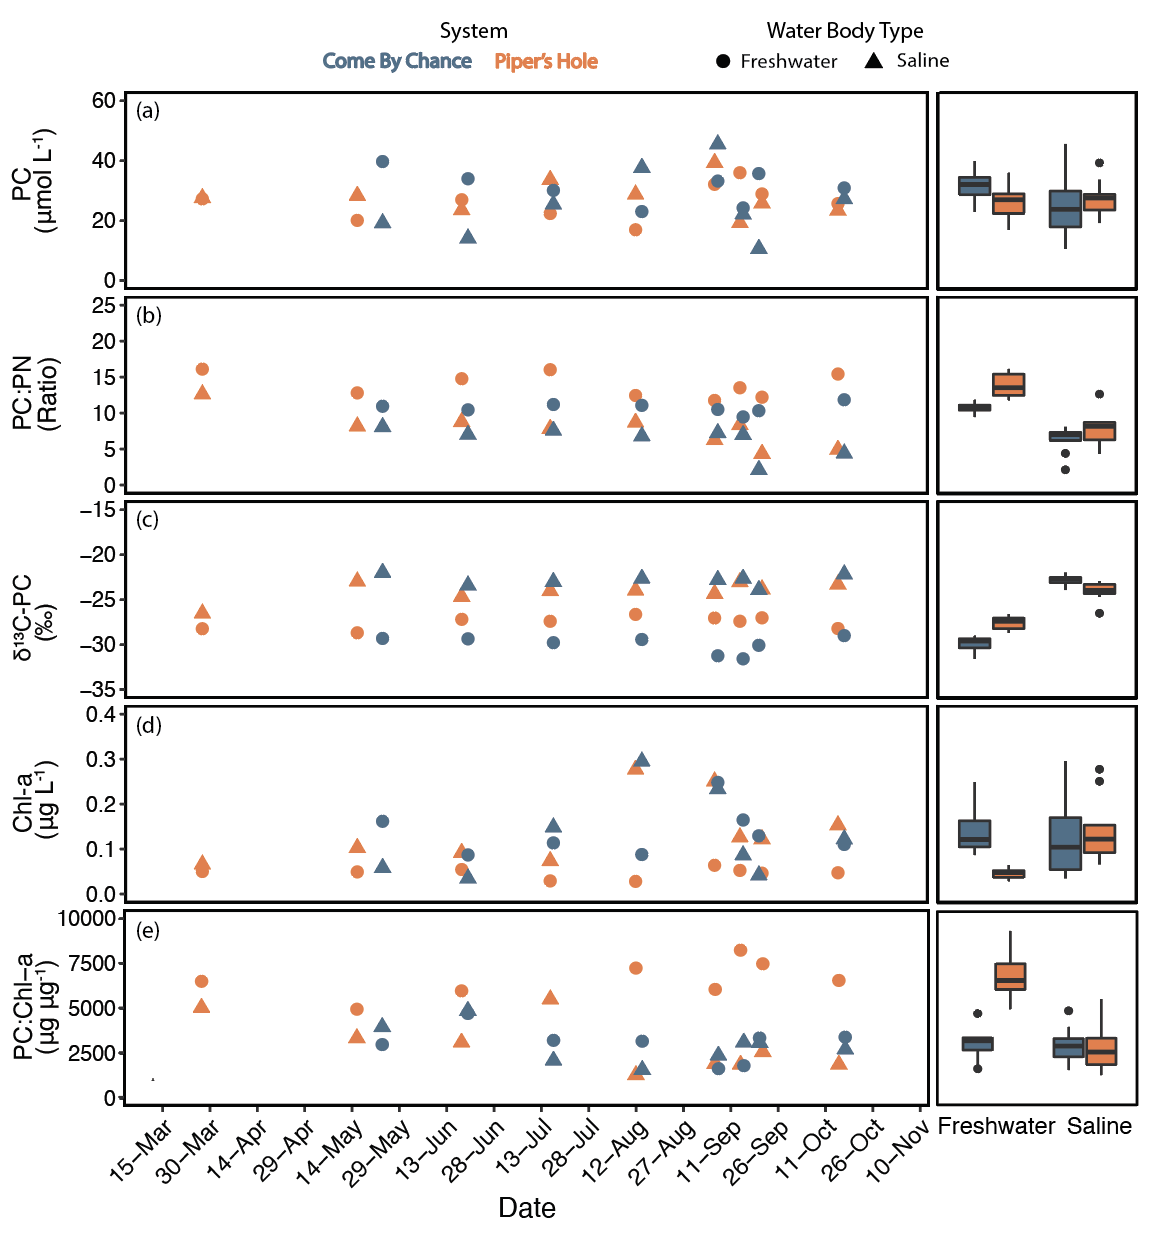 System
Water Body Type
Come By Chance
Piper's Hole
Freshwater
Saline
(a)
PC
(µmol L⁻¹)
60
40
20
0
(b)
PC:PN
(Ratio)
25
20
15
10
5
0
(c)
δ¹³C-PC
(‰)
−15
−20
−25
−30
−35
(d)
Chl-a
(µg L⁻¹)
0.4
0.3
0.2
0.1
0.0
(e)
PC:Chl−a
(µg µg⁻¹)
10000
7500
5000
2500
0
15−Mar
30−Mar
14−Apr
29−Apr
14−May
29−May
13−Jun
28−Jun
13−Jul
28−Jul
12−Aug
27−Aug
11−Sep
26−Sep
11−Oct
26−Oct
10−Nov
Freshwater
Saline
Date